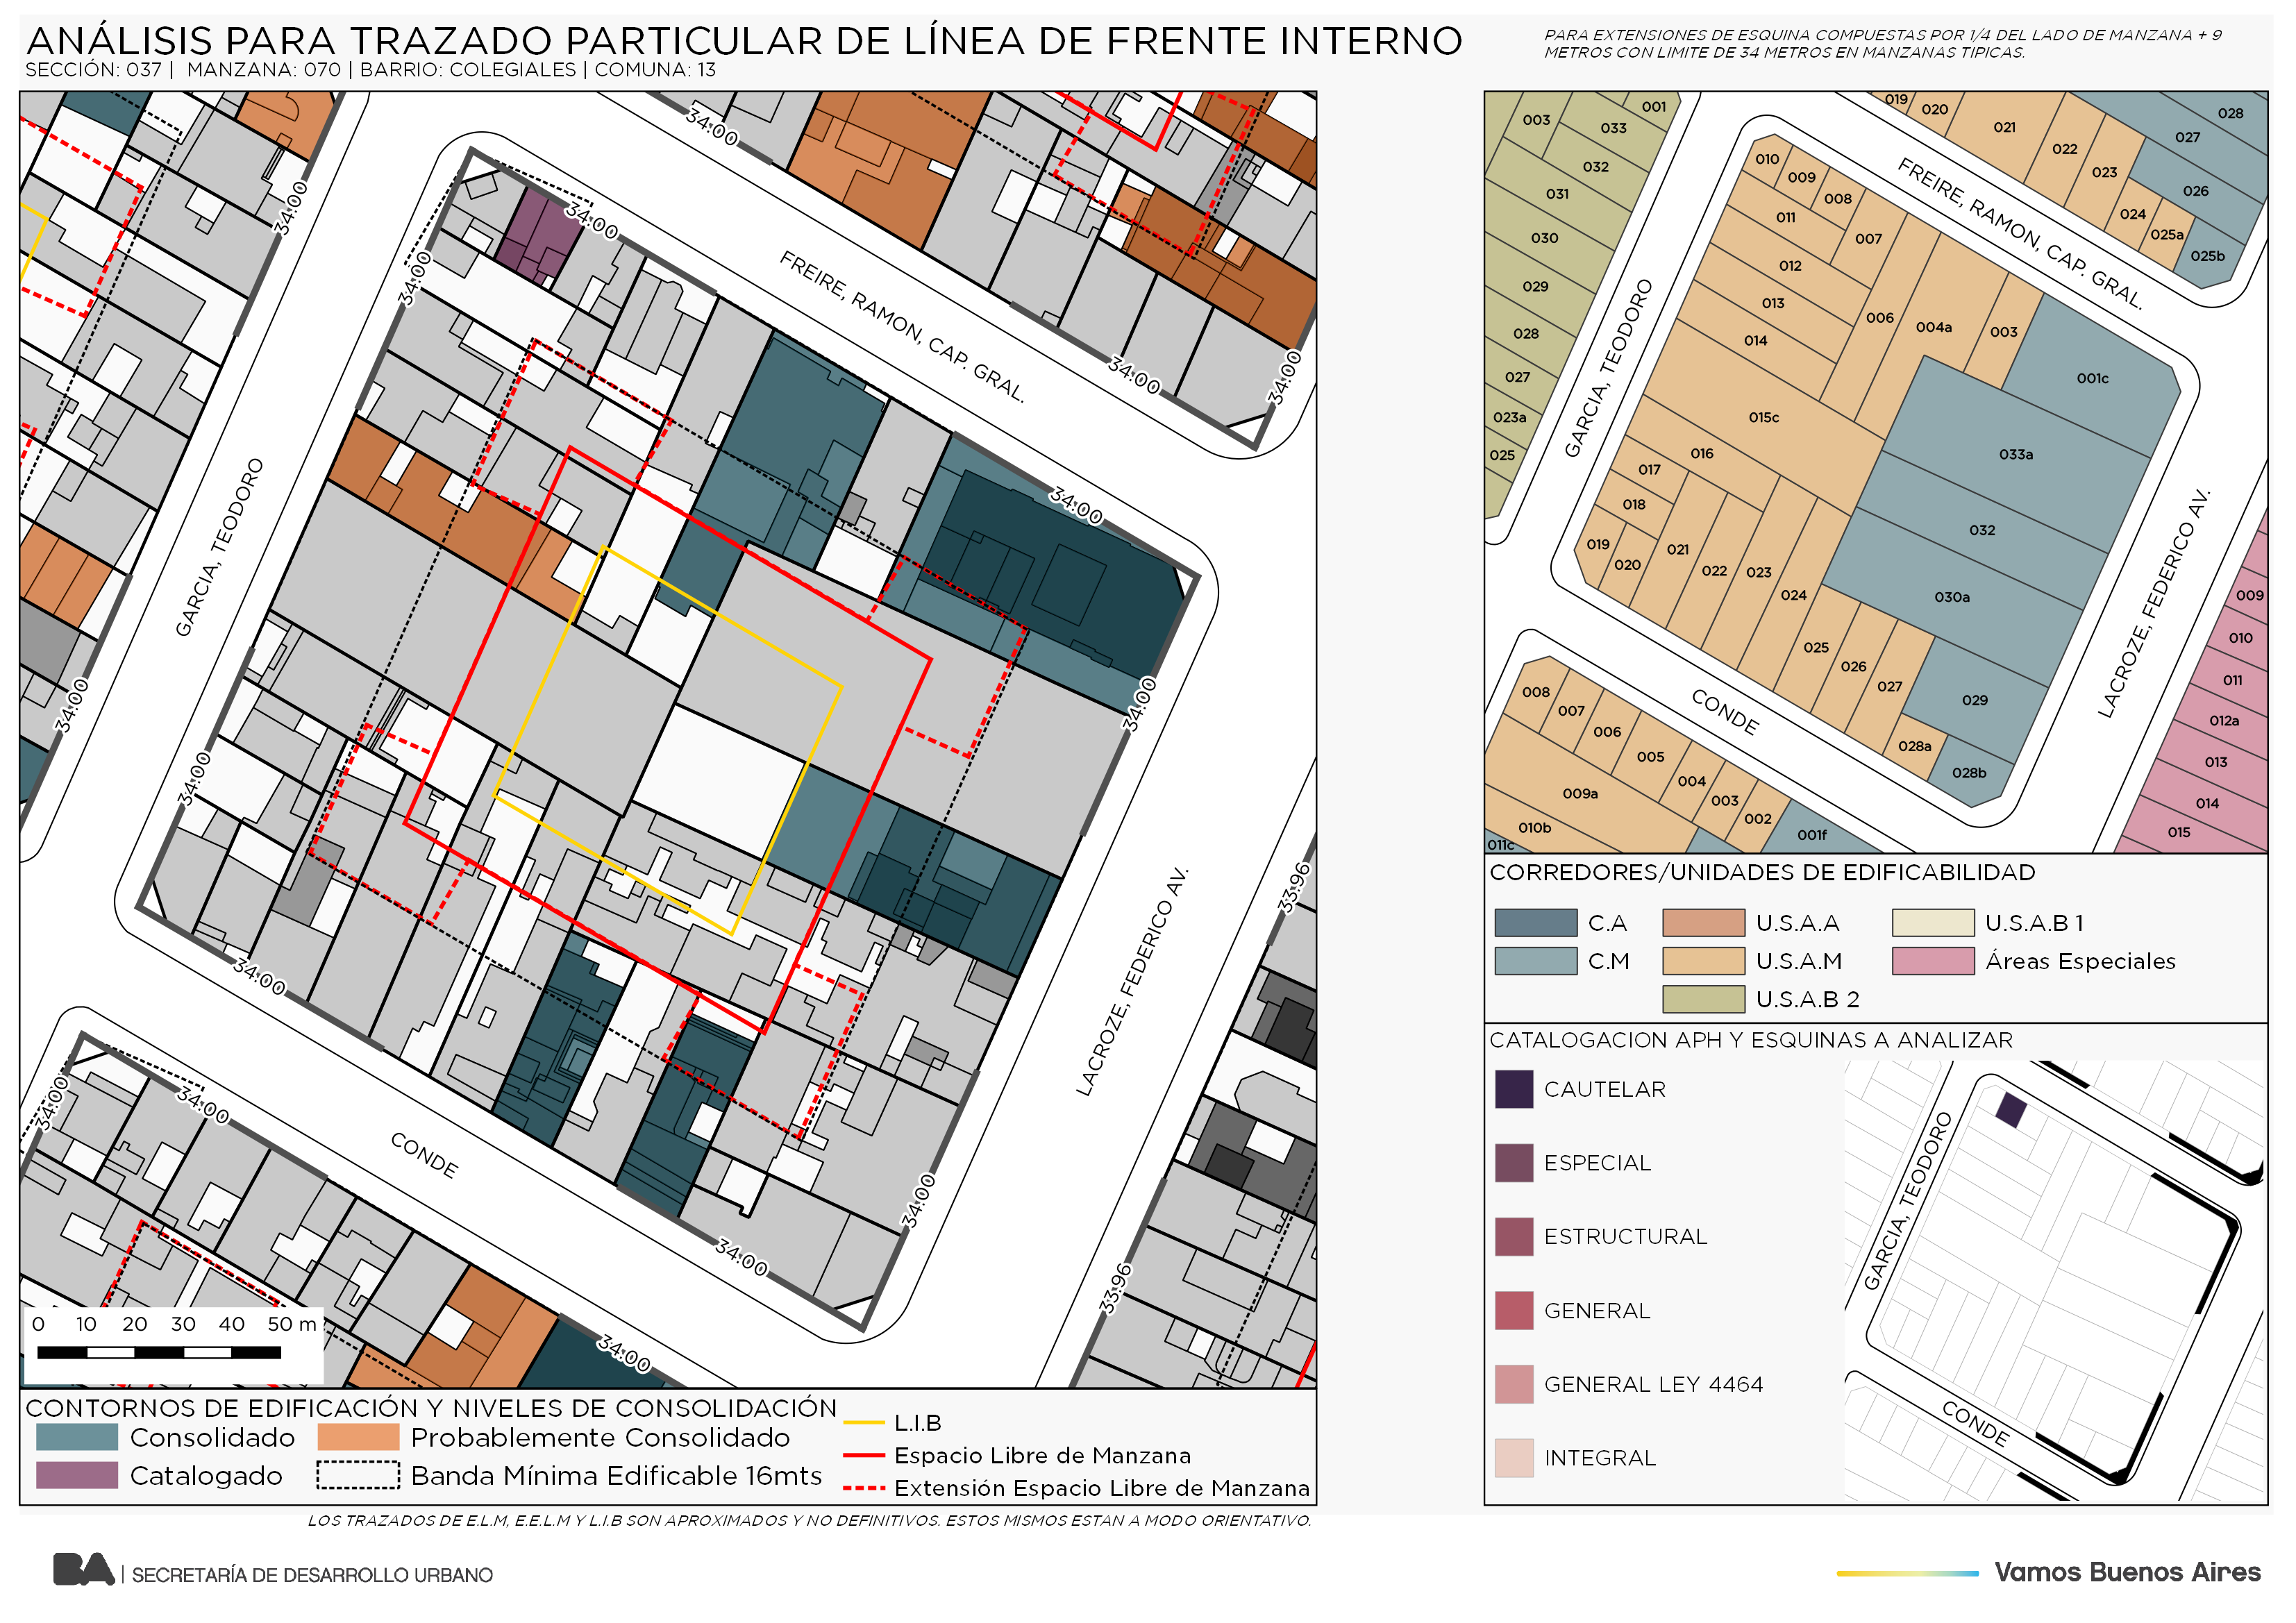 ANÁLISIS PARA TRAZADO PARTICULAR DE LÍNEA DE FRENTE INTERNO
SECCIÓN: 037 | MANZANA: 070 | BARRIO: COLEGIALES | COMUNA: 13
PARA EXTENSIONES DE ESQUINA COMPUESTAS POR 1/4 DEL LADO DE MANZANA + 9
METROS CON LIMITE DE 34 METROS EN MANZANAS TIPICAS.
34:00
34:00
34:00
34:00
FREIRE, RAMON, CAP. GRAL.
34:00
34:00
GARCIA, TEODORO
34:00
34:00
34:00
34:00
33.96
LACROZE, FEDERICO AV.
34:00
34:00
34:00
CONDE
34:00
34:00
33.96
34:00
0 10 20 30 40 50 m
CONTORNOS DE EDIFICACIÓN Y NIVELES DE CONSOLIDACIÓN
Consolidado
Probablemente Consolidado
Catalogado
Banda Mínima Edificable 16mts
L.I.B
Espacio Libre de Manzana
Extensión Espacio Libre de Manzana
LOS TRAZADOS DE E.L.M, E.E.L.M Y L.I.B SON APROXIMADOS Y NO DEFINITIVOS. ESTOS MISMOS ESTAN A MODO ORIENTATIVO.
003
001
033
032
031
030
029
028
027
023a
025
019
020
021
022
023
024
025a
025b
026
027
028
FREIRE, RAMON, CAP. GRAL.
GARCIA, TEODORO
010
009
008
011
007
012
013
014
006
004a
003
001c
015c
033a
016
017
018
032
019
020
021
022
023
024
030a
025
026
027
029
028a
028b
LACROZE, FEDERICO AV.
CONDE
009
010
011
012a
013
014
015
008
007
006
005
004
003
002
001f
009a
010b
011c
CORREDORES/UNIDADES DE EDIFICABILIDAD
C.A
U.S.A.A
U.S.A.B 1
C.M
U.S.A.M
Áreas Especiales
U.S.A.B 2
CATALOGACION APH Y ESQUINAS A ANALIZAR
CAUTELAR
ESPECIAL
ESTRUCTURAL
GENERAL
GENERAL LEY 4464
INTEGRAL
GARCIA, TEODORO
CONDE
BA | SECRETARÍA DE DESARROLLO URBANO
Vamos Buenos Aires